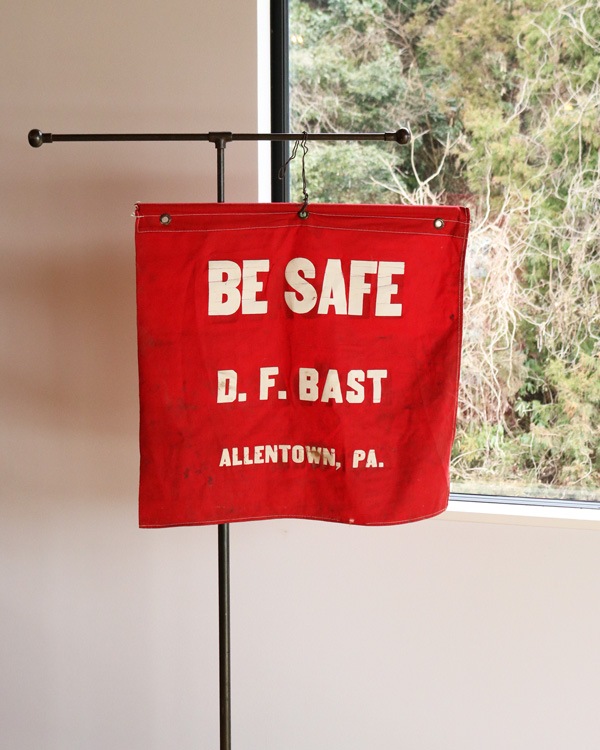 BE SAFE
D. F. BAST
ALLENTOWN, PA.